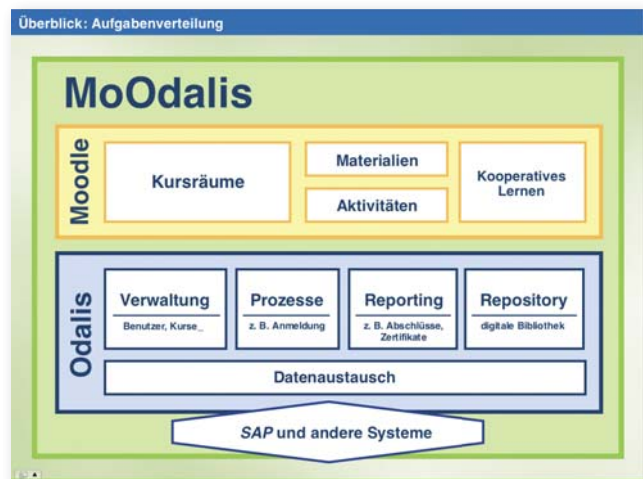 Überblick: Aufgabenverteilung
MoOdalis
Moodle
Kursräume
Materialien
Aktivitäten
Kooperatives
Lernen
Odalis
Verwaltung
Benutzer, Kurse_
Prozesse
z. B. Anmeldung
Reporting
z. B. Abschlüsse,
Zertifikate
Repository
digitale Bibliothek
Datenaustausch
SAP und andere Systeme